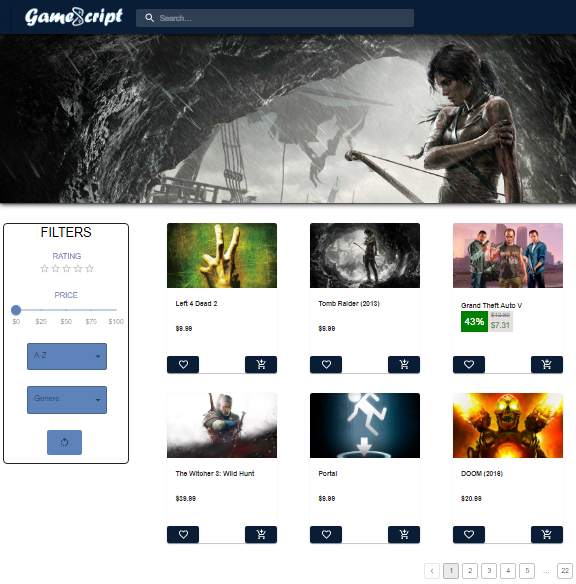 GameScript
Search...
FILTERS
RATING
PRICE
$0 $25 $50 $75 $100
A-Z
Genere
Left 4 Dead 2
$9.99
Tomb Raider (2013)
$9.99
Grand Theft Auto V
43%
$12.89
$7.31
The Witcher 3: Wild Hunt
$39.99
Portal
$9.99
DOOM (2016)
$20.99
1 2 3 4 5 ... 22